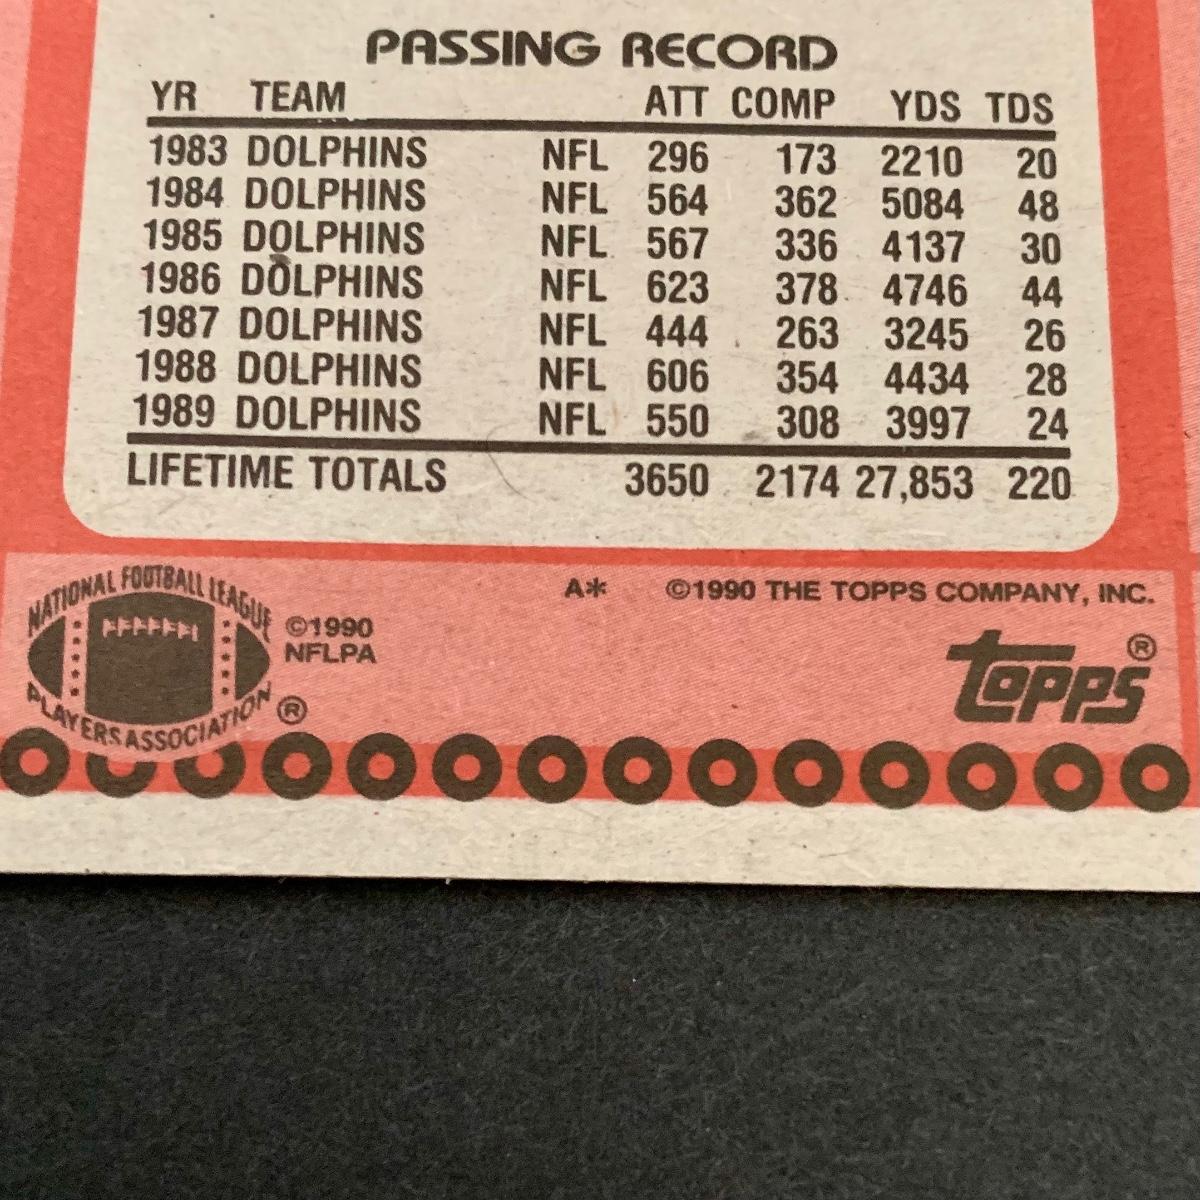 PASSING RECORD
YR TEAM ATT COMP YDS TDS
1983 DOLPHINS NFL 296 173 2210 20
1984 DOLPHINS NFL 564 362 5084 48
1985 DOLPHINS NFL 567 336 4137 30
1986 DOLPHINS NFL 623 378 4746 44
1987 DOLPHINS NFL 444 263 3245 26
1988 DOLPHINS NFL 606 354 4434 28
1989 DOLPHINS NFL 550 308 3997 24
LIFETIME TOTALS 3650 2174 27,853 220
A* ©1990 THE TOPPS COMPANY, INC.
NATIONAL FOOTBALL LEAGUE
PLAYERS ASSOCIATION ®
©1990
NFLPA
topps®